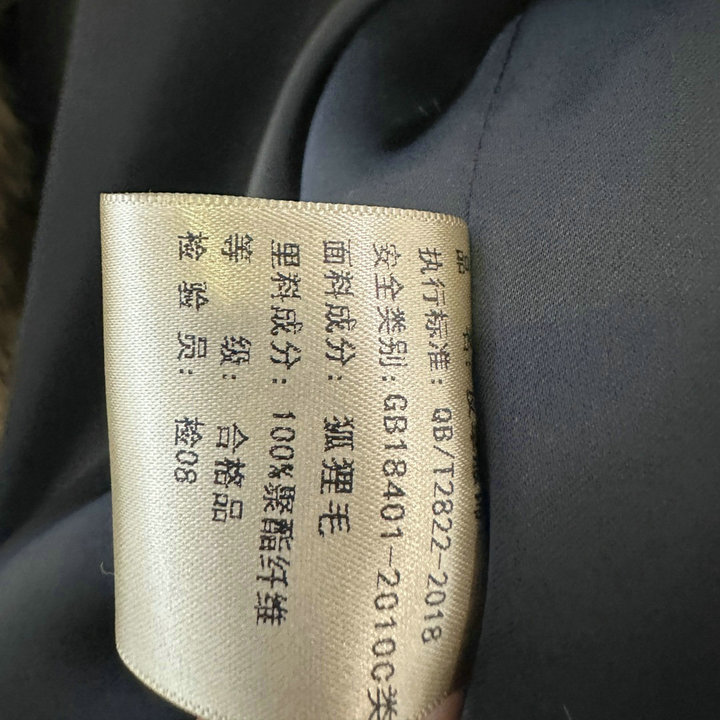 执行标准：QB/T2822-2018
安全类别：GB18401-2010C类
面料成分：狐狸毛
里料成分：100%聚酯纤维
等 级：合格品
检 验 员：检08